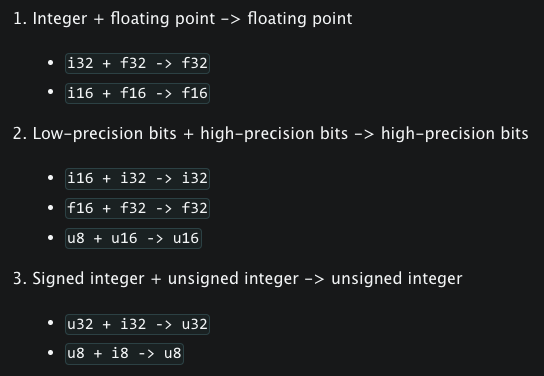 1. Integer + floating point -> floating point
• i32 + f32 -> f32
• i16 + f16 -> f16
2. Low-precision bits + high-precision bits -> high-precision bits
• i16 + i32 -> i32
• f16 + f32 -> f32
• u8 + u16 -> u16
3. Signed integer + unsigned integer -> unsigned integer
• u32 + i32 -> u32
• u8 + i8 -> u8